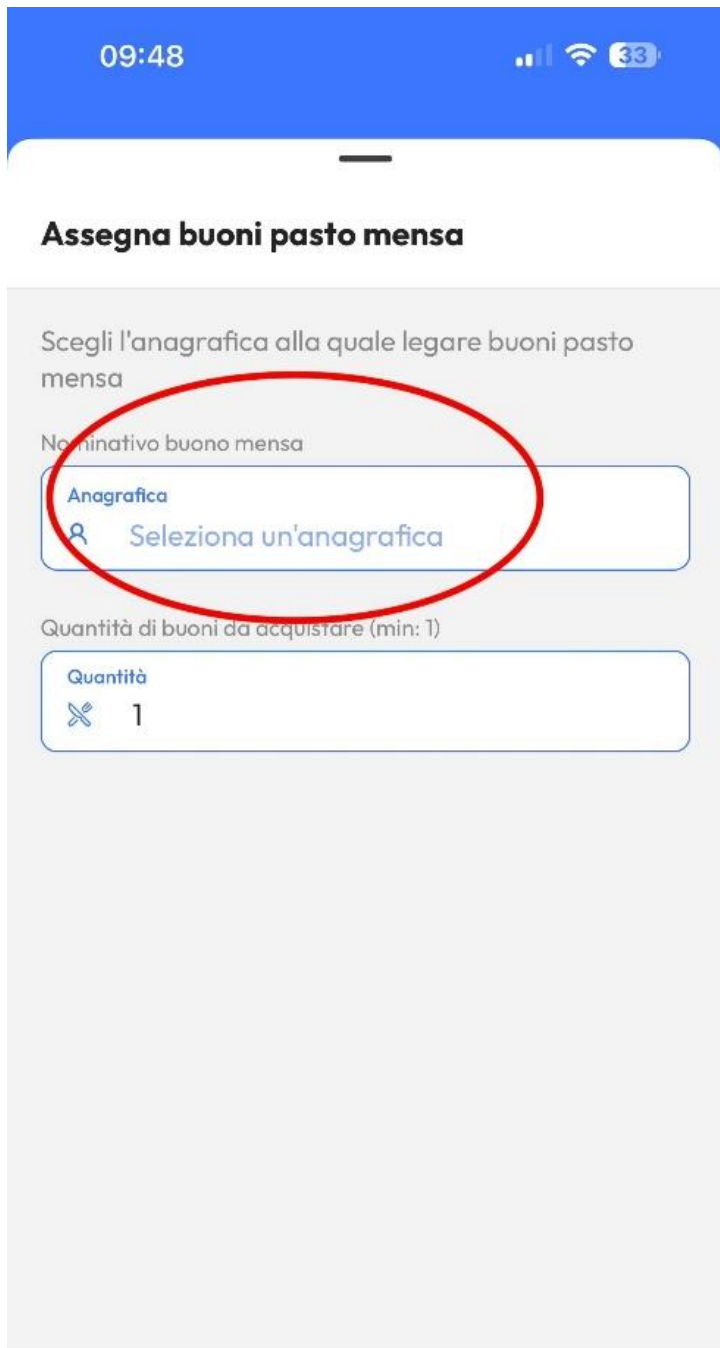 09:48
33
Assegna buoni pasto mensa
Scegli l'anagrafica alla quale legare buoni pasto
mensa
Nominativo buono mensa
Anagrafica
Seleziona un'anagrafica
Quantità di buoni da acquistare (min: 1)
Quantità
1